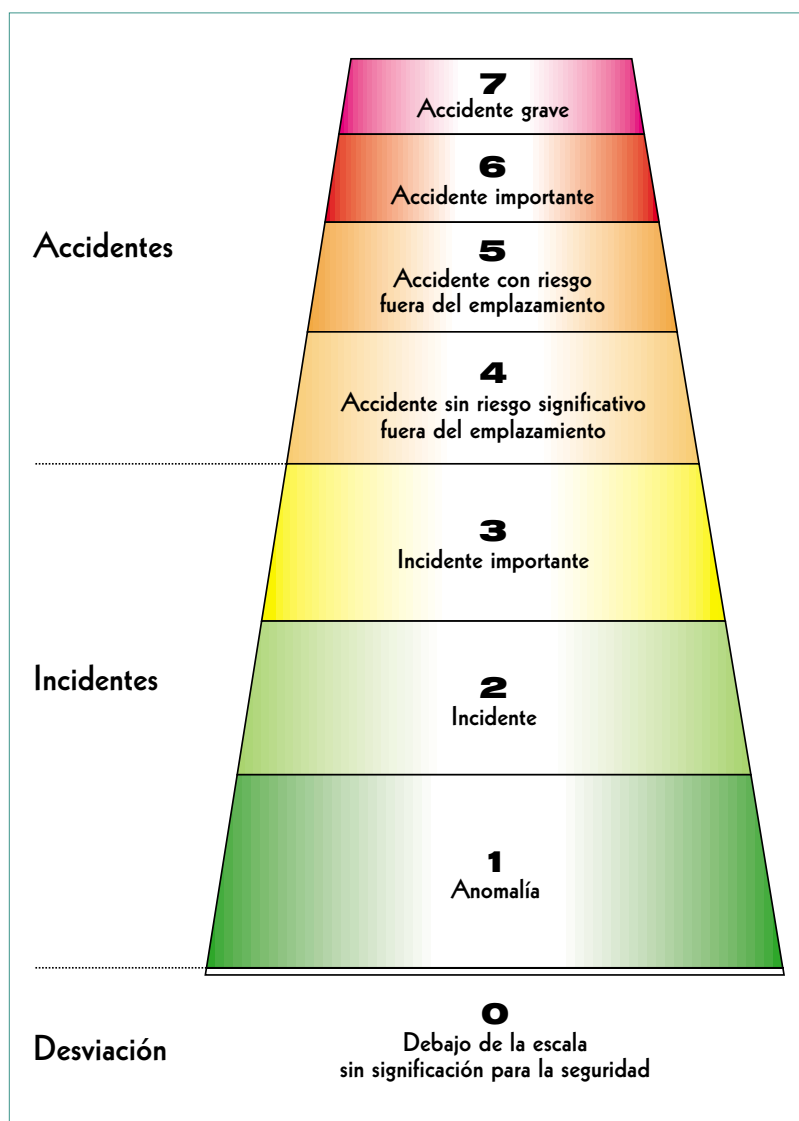 7
Accidente grave
6
Accidente importante
Accidentes
5
Accidente con riesgo
fuera del emplazamiento
4
Accidente sin riesgo significativo
fuera del emplazamiento
3
Incidente importante
Incidentes
2
Incidente
1
Anomalía
Desviación
0
Debajo de la escala
sin significación para la seguridad